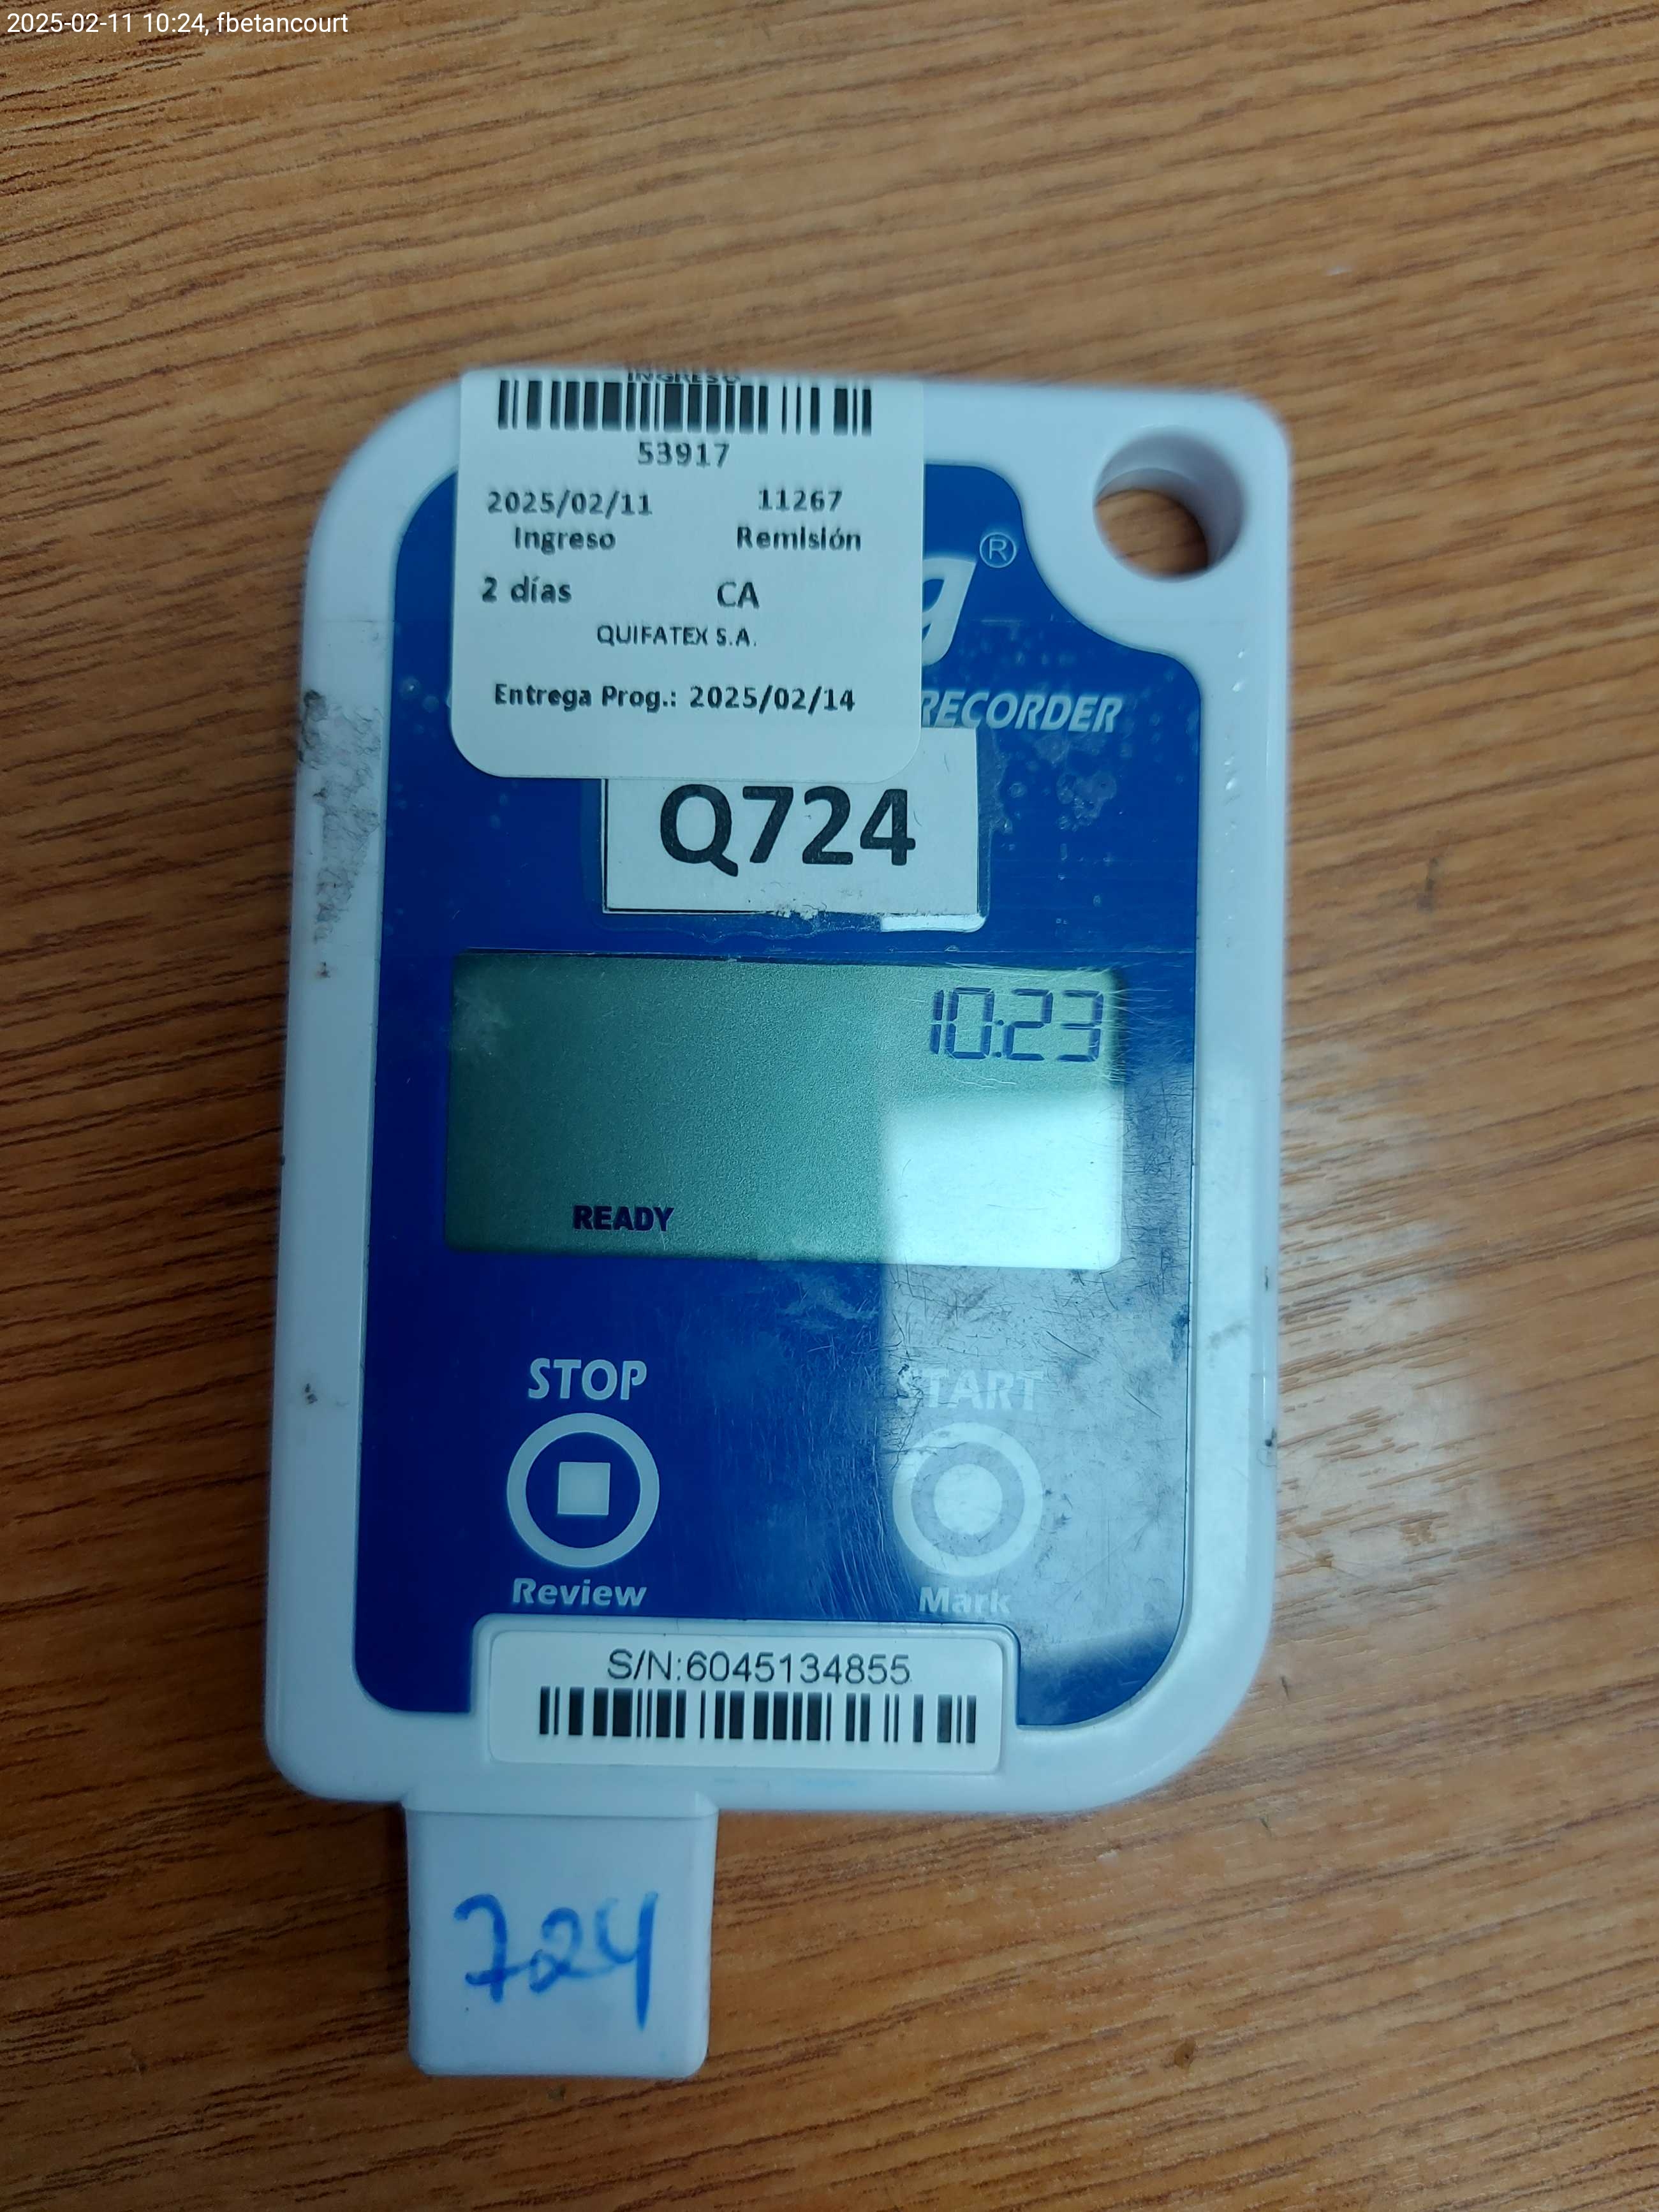 2025-02-11 10:24, fbetancourt
INGRESO
53917
2025/02/11 11267
Ingreso Remisión
2 días CA
QUIFATEX S.A.
Entrega Prog.: 2025/02/14
g®
RECORDER
Q724
10:23
READY
STOP START
Review Mark
S/N:6045134855
724